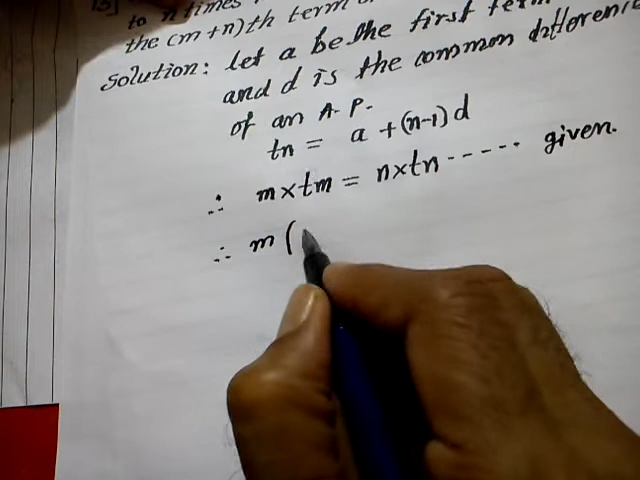 13]
to n times
the (m+n)th term
Solution: let a be the first term
and d is the common difference
of an A.P.
tn = a + (n-1) d
∴ m×tm = n×tn ----- given.
∴ m (